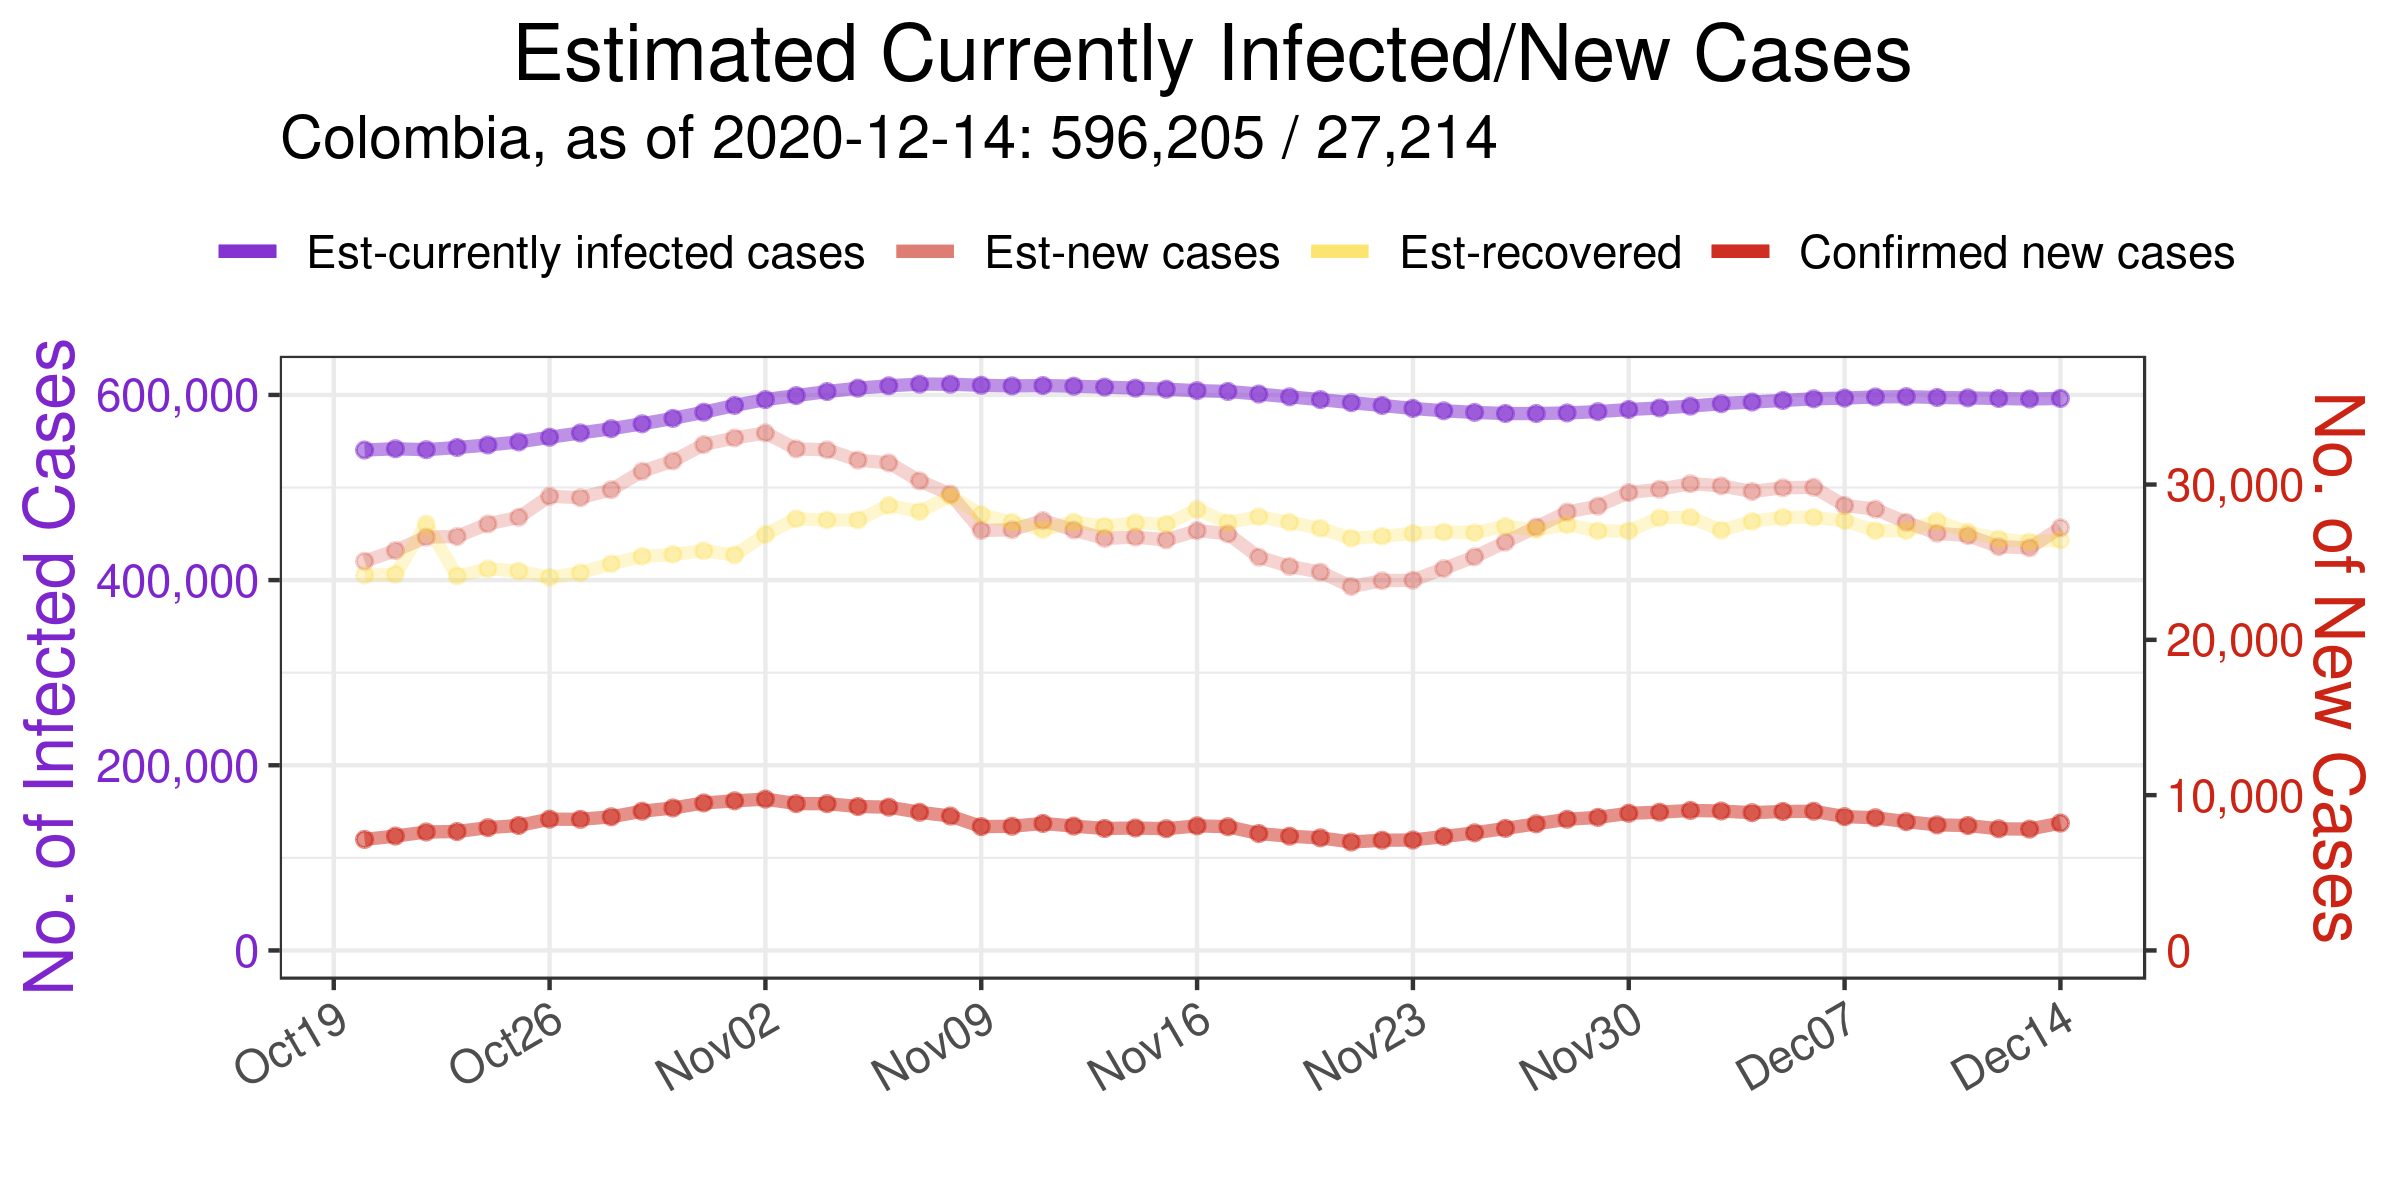 Estimated Currently Infected/New Cases
Colombia, as of 2020-12-14: 596,205 / 27,214
Est-currently infected cases Est-new cases Est-recovered Confirmed new cases
No. of Infected Cases
600,000
400,000
200,000
0
30,000
20,000
10,000
0
No. of New Cases
Oct19 Oct26 Nov02 Nov09 Nov16 Nov23 Nov30 Dec07 Dec14